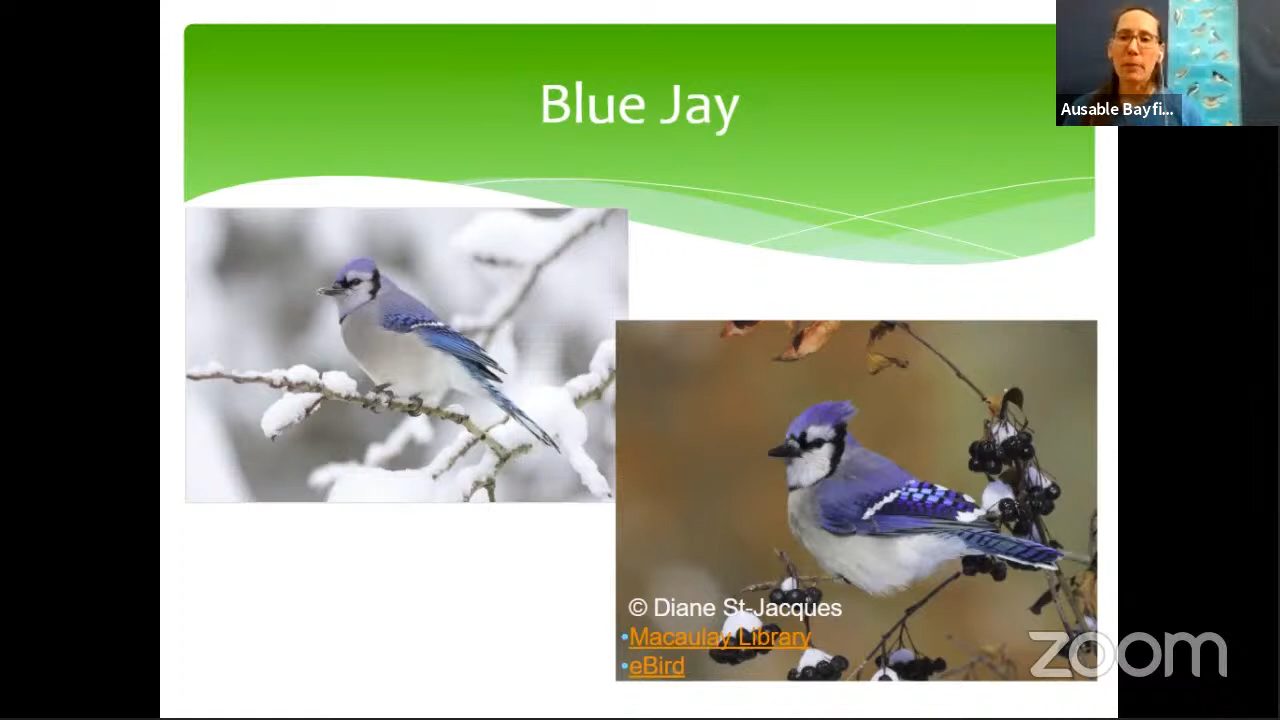 Blue Jay
Ausable Bayfi...
© Diane St-Jacques
•Macaulay Library
•eBird
zoom